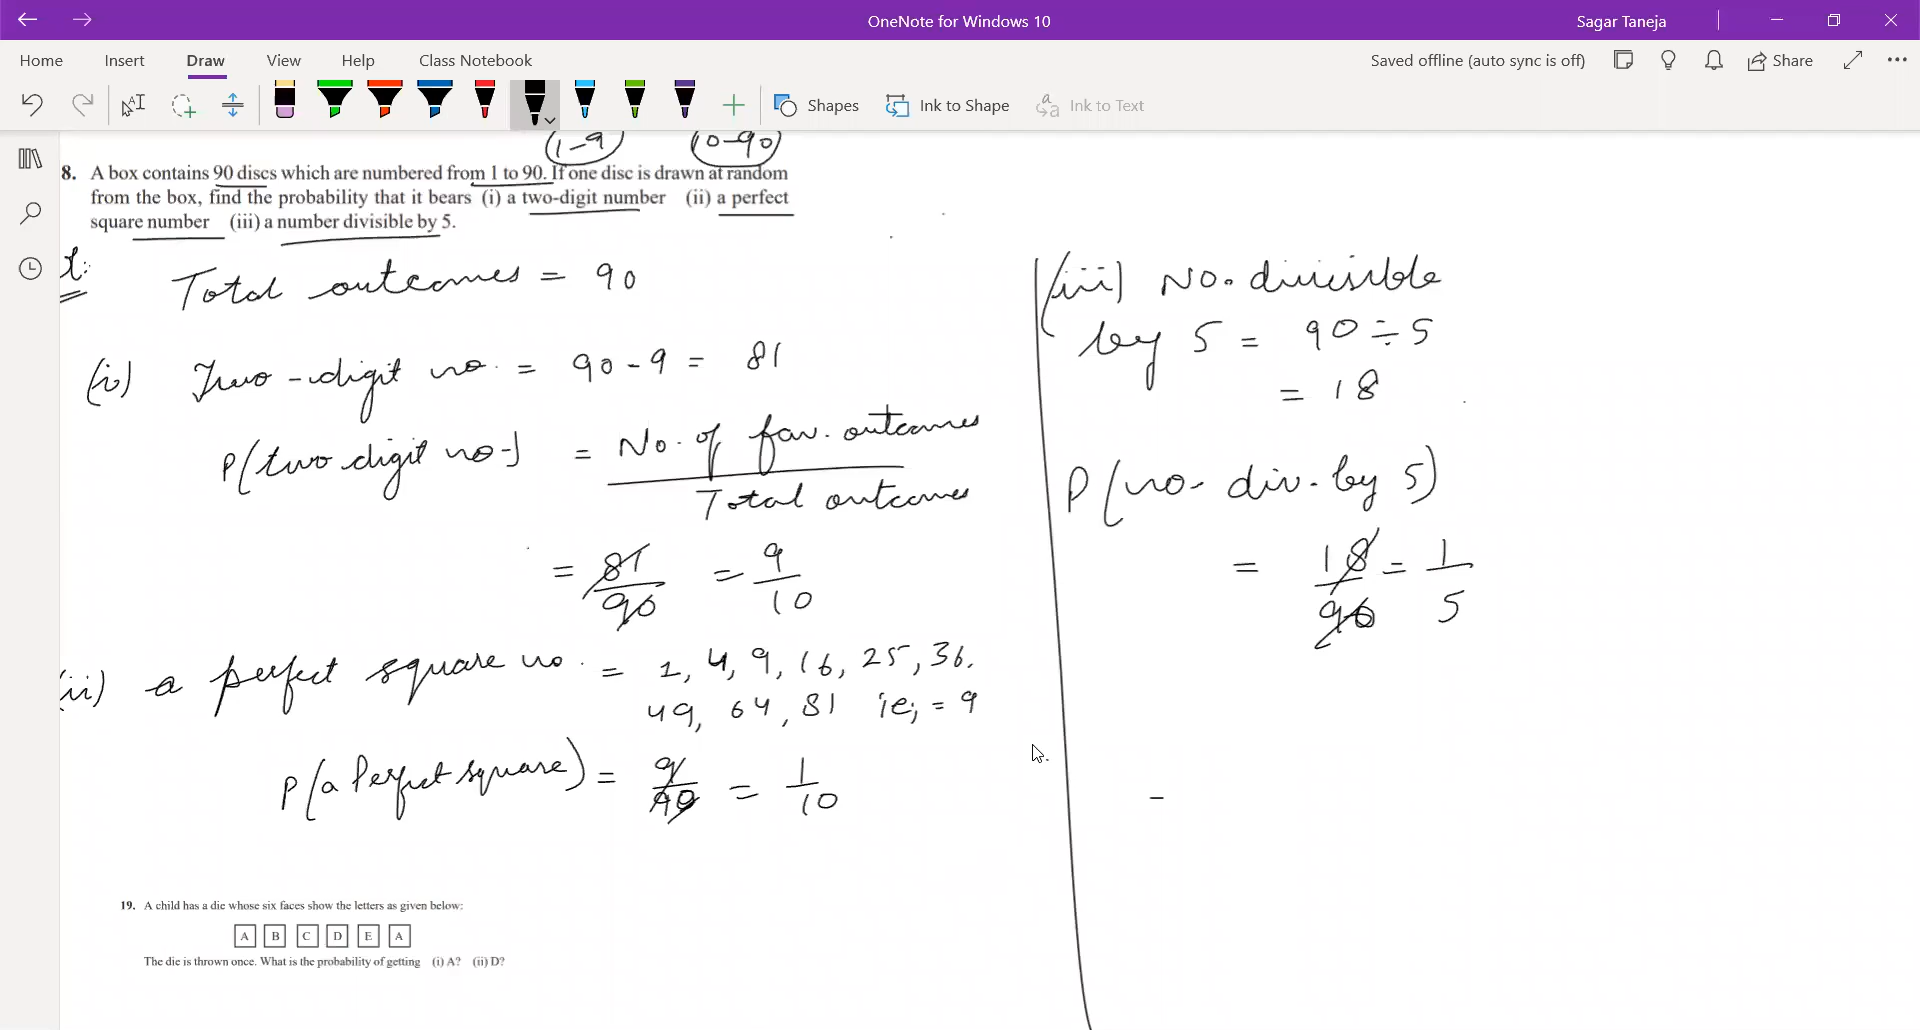 OneNote for Windows 10
Sagar Taneja
Home Insert Draw View Help Class Notebook
Saved offline (auto sync is off) Share
Shapes Ink to Shape Ink to Text
(1-9) (10-90)
8. A box contains 90 discs which are numbered from 1 to 90. If one disc is drawn at random
from the box, find the probability that it bears (i) a two-digit number (ii) a perfect
square number (iii) a number divisible by 5.
Total outcomes = 90
(i) Two-digit no. = 90-9 = 81
P(two digit no.) = No. of fav. outcomes
Total outcomes
= 81/90 = 9/10
(ii) a perfect square no. = 1, 4, 9, 16, 25, 36,
49, 64, 81 ie, = 9
P(a Perfect square) = 9/90 = 1/10
(iii) No. divisible
by 5 = 90 ÷ 5
= 18
P(no. div. by 5)
= 18/90 = 1/5
19. A child has a die whose six faces show the letters as given below:
A B C D E A
The die is thrown once. What is the probability of getting (i) A? (ii) D?